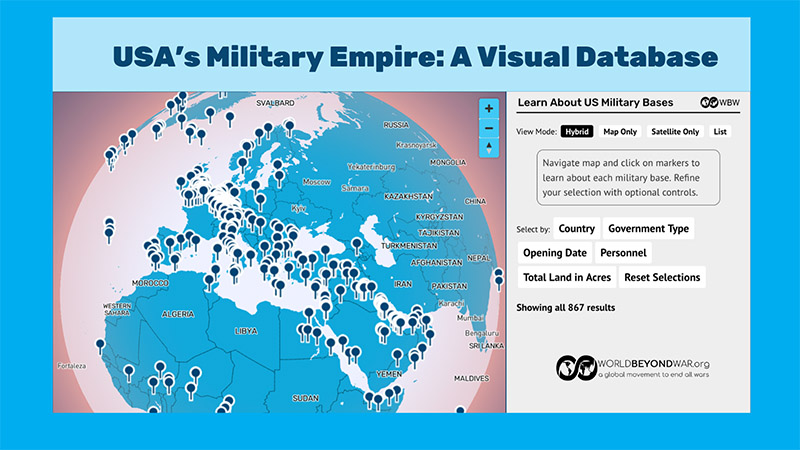 USA's Military Empire: A Visual Database
SVALBARD
RUSSIA
Krasnoyarsk
Yekaterinburg
MONGOLIA
Moscow
Samara
KAZAKHSTAN
CHINA
Kyiv
KYRGYZSTAN
TAJIKISTAN
TURKMENISTAN
NEPAL
AFGHANISTAN
MOROCCO
IRAN
PAKISTAN
WESTERN
SAHARA
ALGERIA
LIBYA
Karachi
Mumbai
Bengaluru
SRI LANKA
Fortaleza
YEMEN
MALDIVES
SUDAN
+
−
Learn About US Military Bases
WBW
View Mode: Hybrid Map Only Satellite Only List
Navigate map and click on markers to
learn about each military base. Refine
your selection with optional controls.
Select by: Country Government Type
Opening Date Personnel
Total Land in Acres Reset Selections
Showing all 867 results
WORLDBEYONDWAR.org
a global movement to end all wars